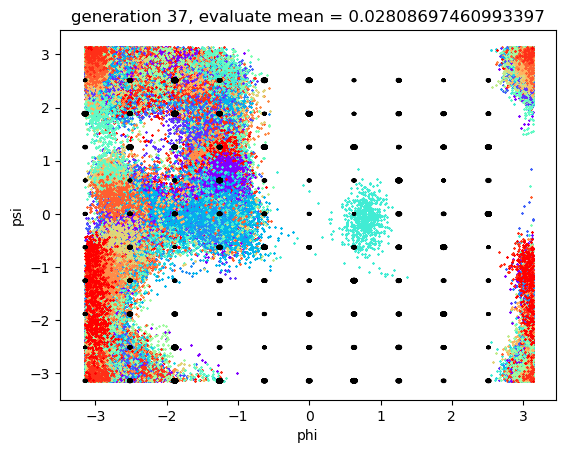 generation 37, evaluate mean = 0.02808697460993397
3
2
1
0
−1
−2
−3
psi
−3 −2 −1 0 1 2 3
phi